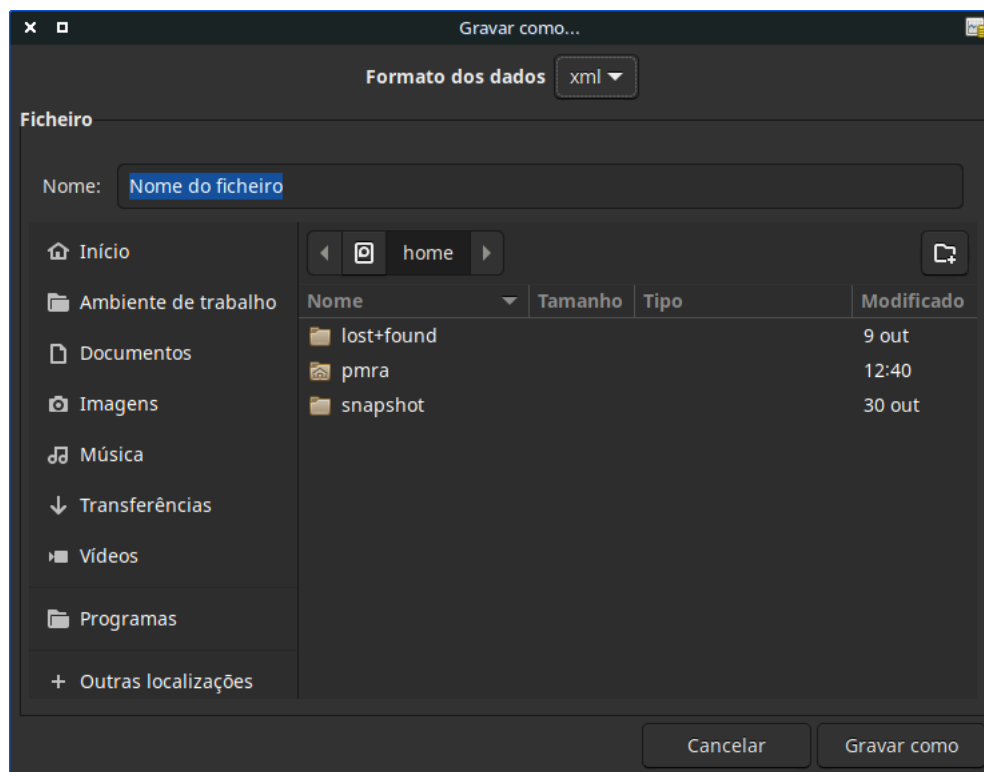 Gravar como...
Formato dos dados xml
Ficheiro
Nome: Nome do ficheiro
Início
Ambiente de trabalho
Documentos
Imagens
Música
Transferências
Vídeos
Programas
Outras localizações
home
Nome Tamanho Tipo Modificado
lost+found 9 out
pmra 12:40
snapshot 30 out
Cancelar Gravar como